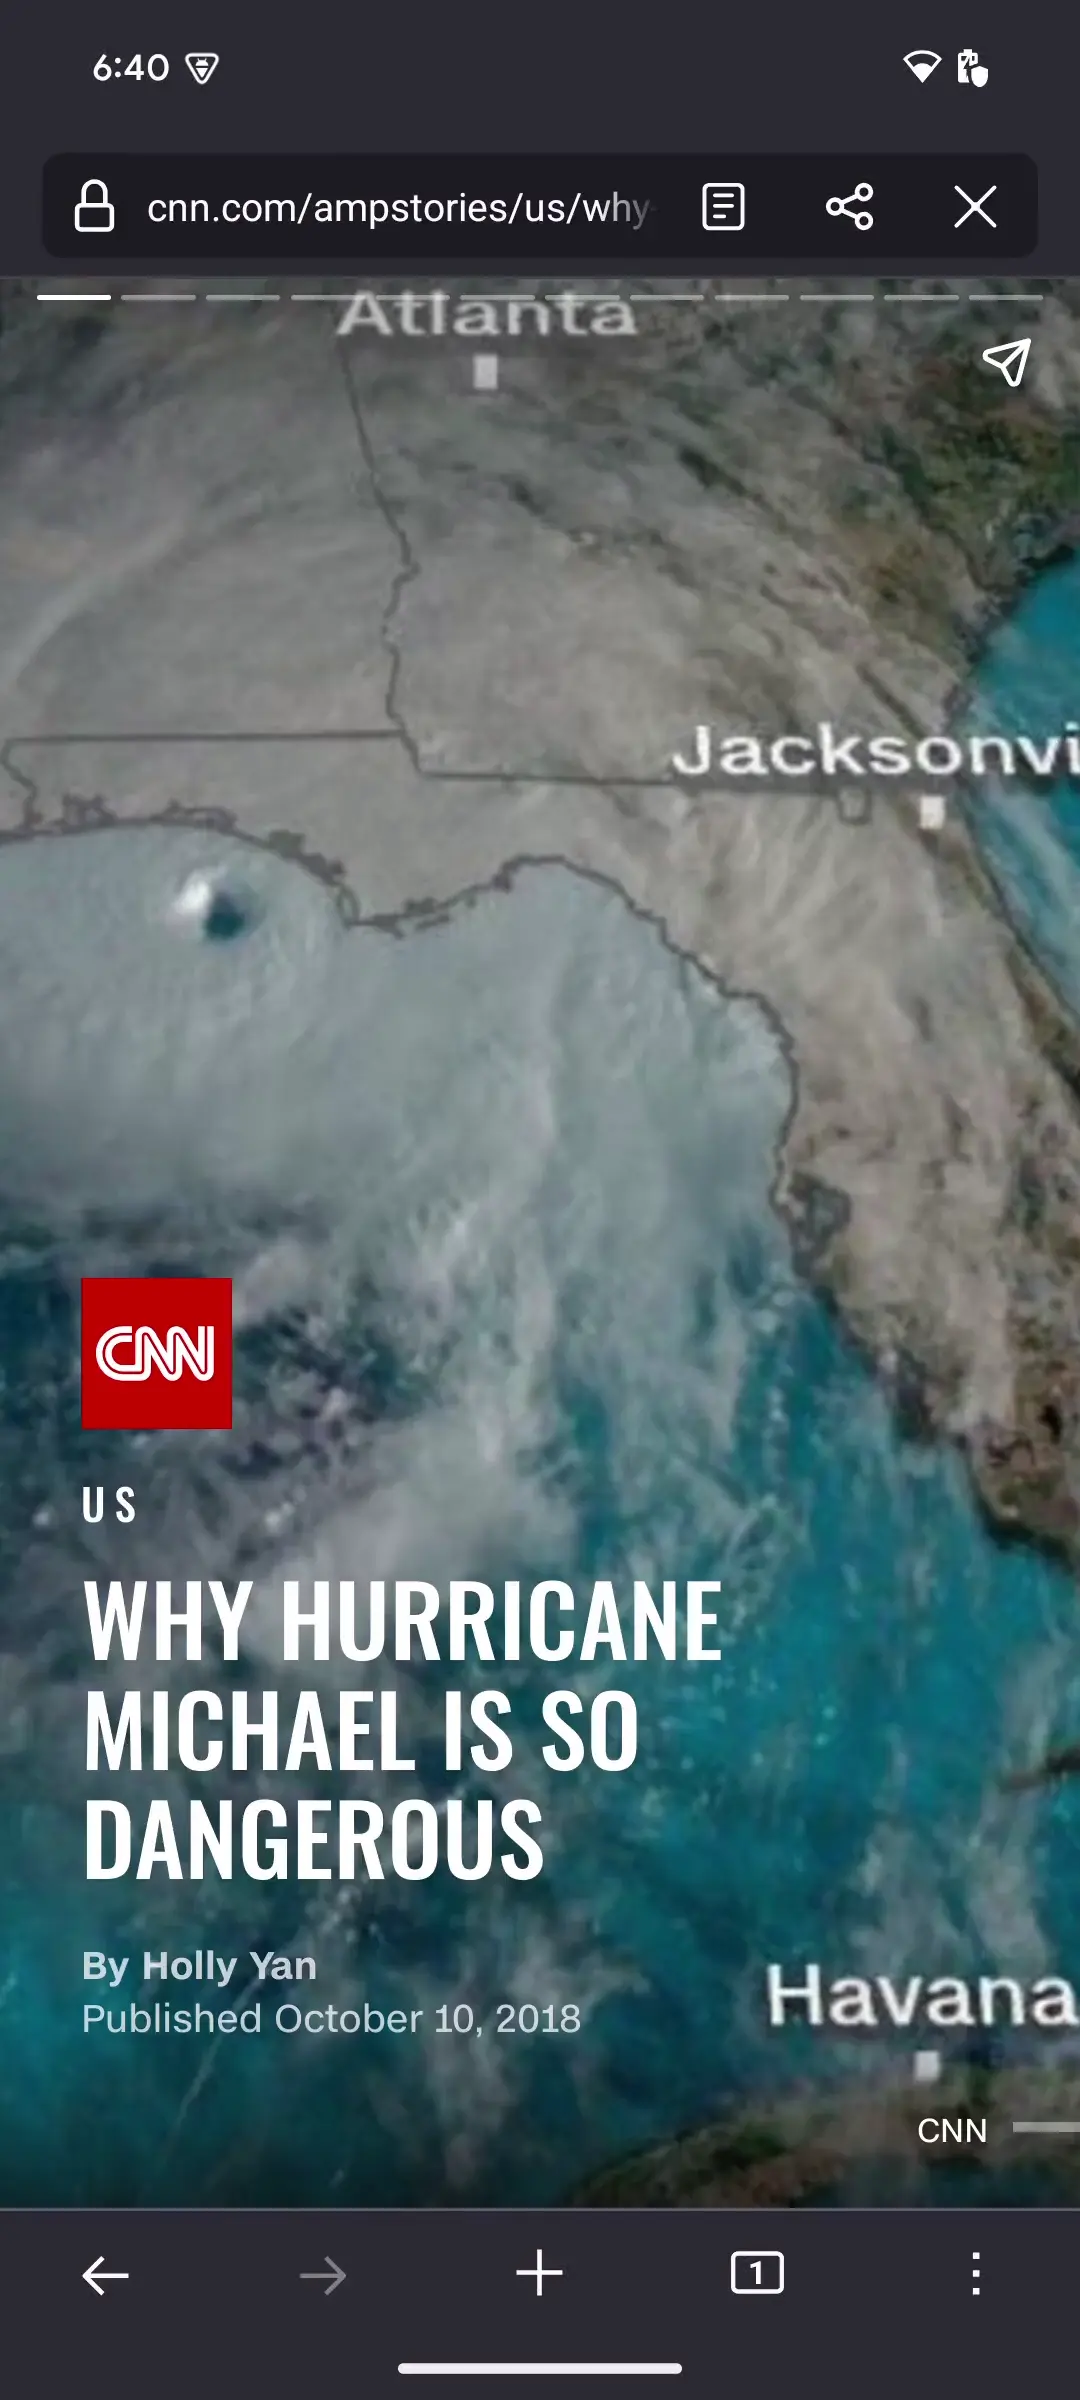 6:40
cnn.com/ampstories/us/why-
Atlanta
Jacksonvi
CNN
US
WHY HURRICANE
MICHAEL IS SO
DANGEROUS
By Holly Yan
Published October 10, 2018
Havana
CNN
1